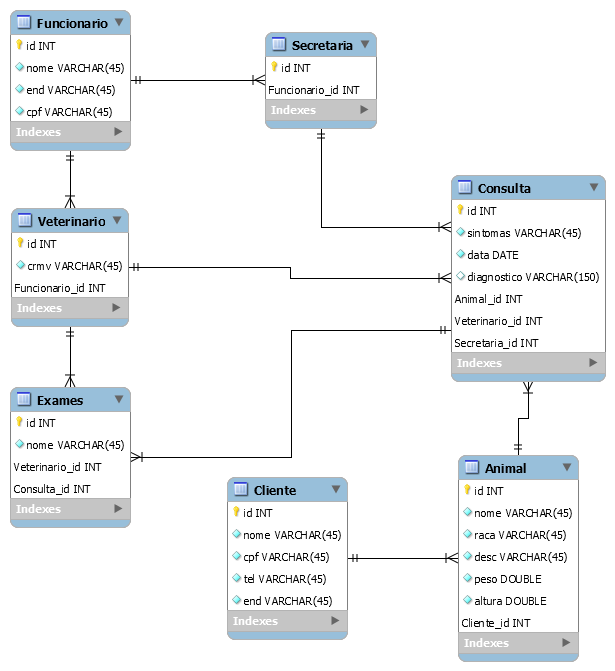 Funcionario
id INT
nome VARCHAR(45)
end VARCHAR(45)
cpf VARCHAR(45)
Indexes
Secretaria
id INT
Funcionario_id INT
Indexes
Veterinario
id INT
crmv VARCHAR(45)
Funcionario_id INT
Indexes
Consulta
id INT
sintomas VARCHAR(45)
data DATE
diagnostico VARCHAR(150)
Animal_id INT
Veterinario_id INT
Secretaria_id INT
Indexes
Exames
id INT
nome VARCHAR(45)
Veterinario_id INT
Consulta_id INT
Indexes
Cliente
id INT
nome VARCHAR(45)
cpf VARCHAR(45)
tel VARCHAR(45)
end VARCHAR(45)
Indexes
Animal
id INT
nome VARCHAR(45)
raca VARCHAR(45)
desc VARCHAR(45)
peso DOUBLE
altura DOUBLE
Cliente_id INT
Indexes